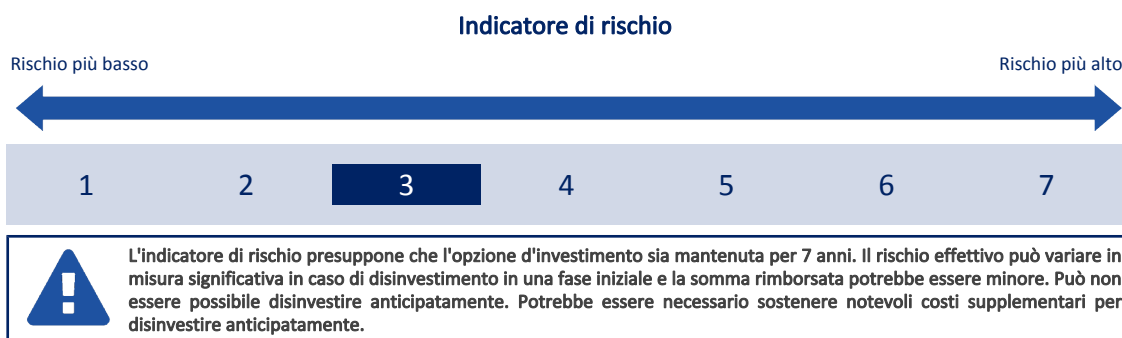 Indicatore di rischio
Rischio più basso
Rischio più alto
1 2 3 4 5 6 7
L'indicatore di rischio presuppone che l'opzione d'investimento sia mantenuta per 7 anni. Il rischio effettivo può variare in
misura significativa in caso di disinvestimento in una fase iniziale e la somma rimborsata potrebbe essere minore. Può non
essere possibile disinvestire anticipatamente. Potrebbe essere necessario sostenere notevoli costi supplementari per
disinvestire anticipatamente.